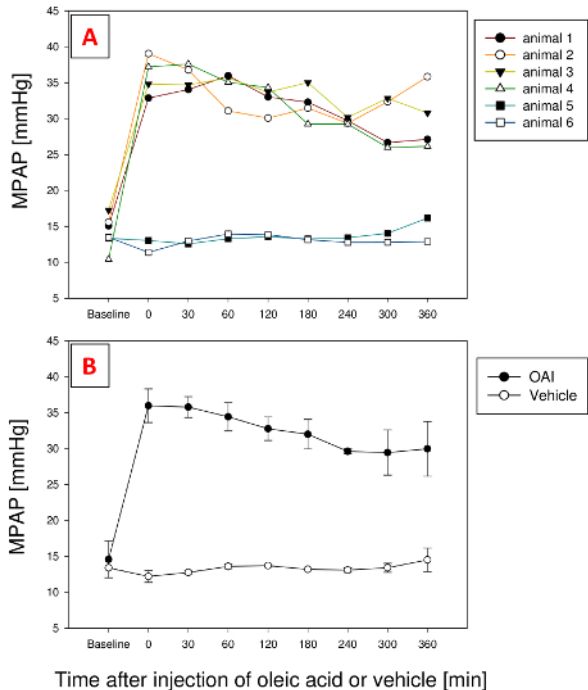 A
MPAP [mmHg]
45
40
35
30
25
20
15
10
5
Baseline 0 30 60 120 180 240 300 360
animal 1
animal 2
animal 3
animal 4
animal 5
animal 6
B
MPAP [mmHg]
45
40
35
30
25
20
15
10
5
Baseline 0 30 60 120 180 240 300 360
OAI
Vehicle
Time after injection of oleic acid or vehicle [min]